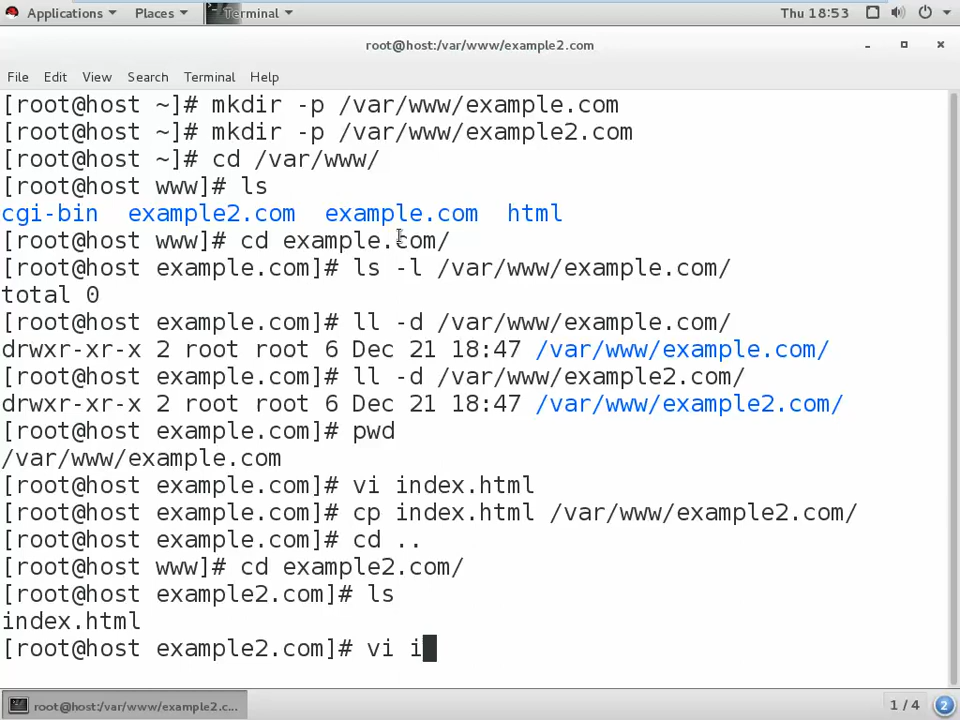 Applications Places Terminal Thu 18:53
root@host:/var/www/example2.com
File Edit View Search Terminal Help
[root@host ~]# mkdir -p /var/www/example.com
[root@host ~]# mkdir -p /var/www/example2.com
[root@host ~]# cd /var/www/
[root@host www]# ls
cgi-bin example2.com example.com html
[root@host www]# cd example.com/
[root@host example.com]# ls -l /var/www/example.com/
total 0
[root@host example.com]# ll -d /var/www/example.com/
drwxr-xr-x 2 root root 6 Dec 21 18:47 /var/www/example.com/
[root@host example.com]# ll -d /var/www/example2.com/
drwxr-xr-x 2 root root 6 Dec 21 18:47 /var/www/example2.com/
[root@host example.com]# pwd
/var/www/example.com
[root@host example.com]# vi index.html
[root@host example.com]# cp index.html /var/www/example2.com/
[root@host example.com]# cd ..
[root@host www]# cd example2.com/
[root@host example2.com]# ls
index.html
[root@host example2.com]# vi i
root@host:/var/www/example2.c... 1 / 4 2